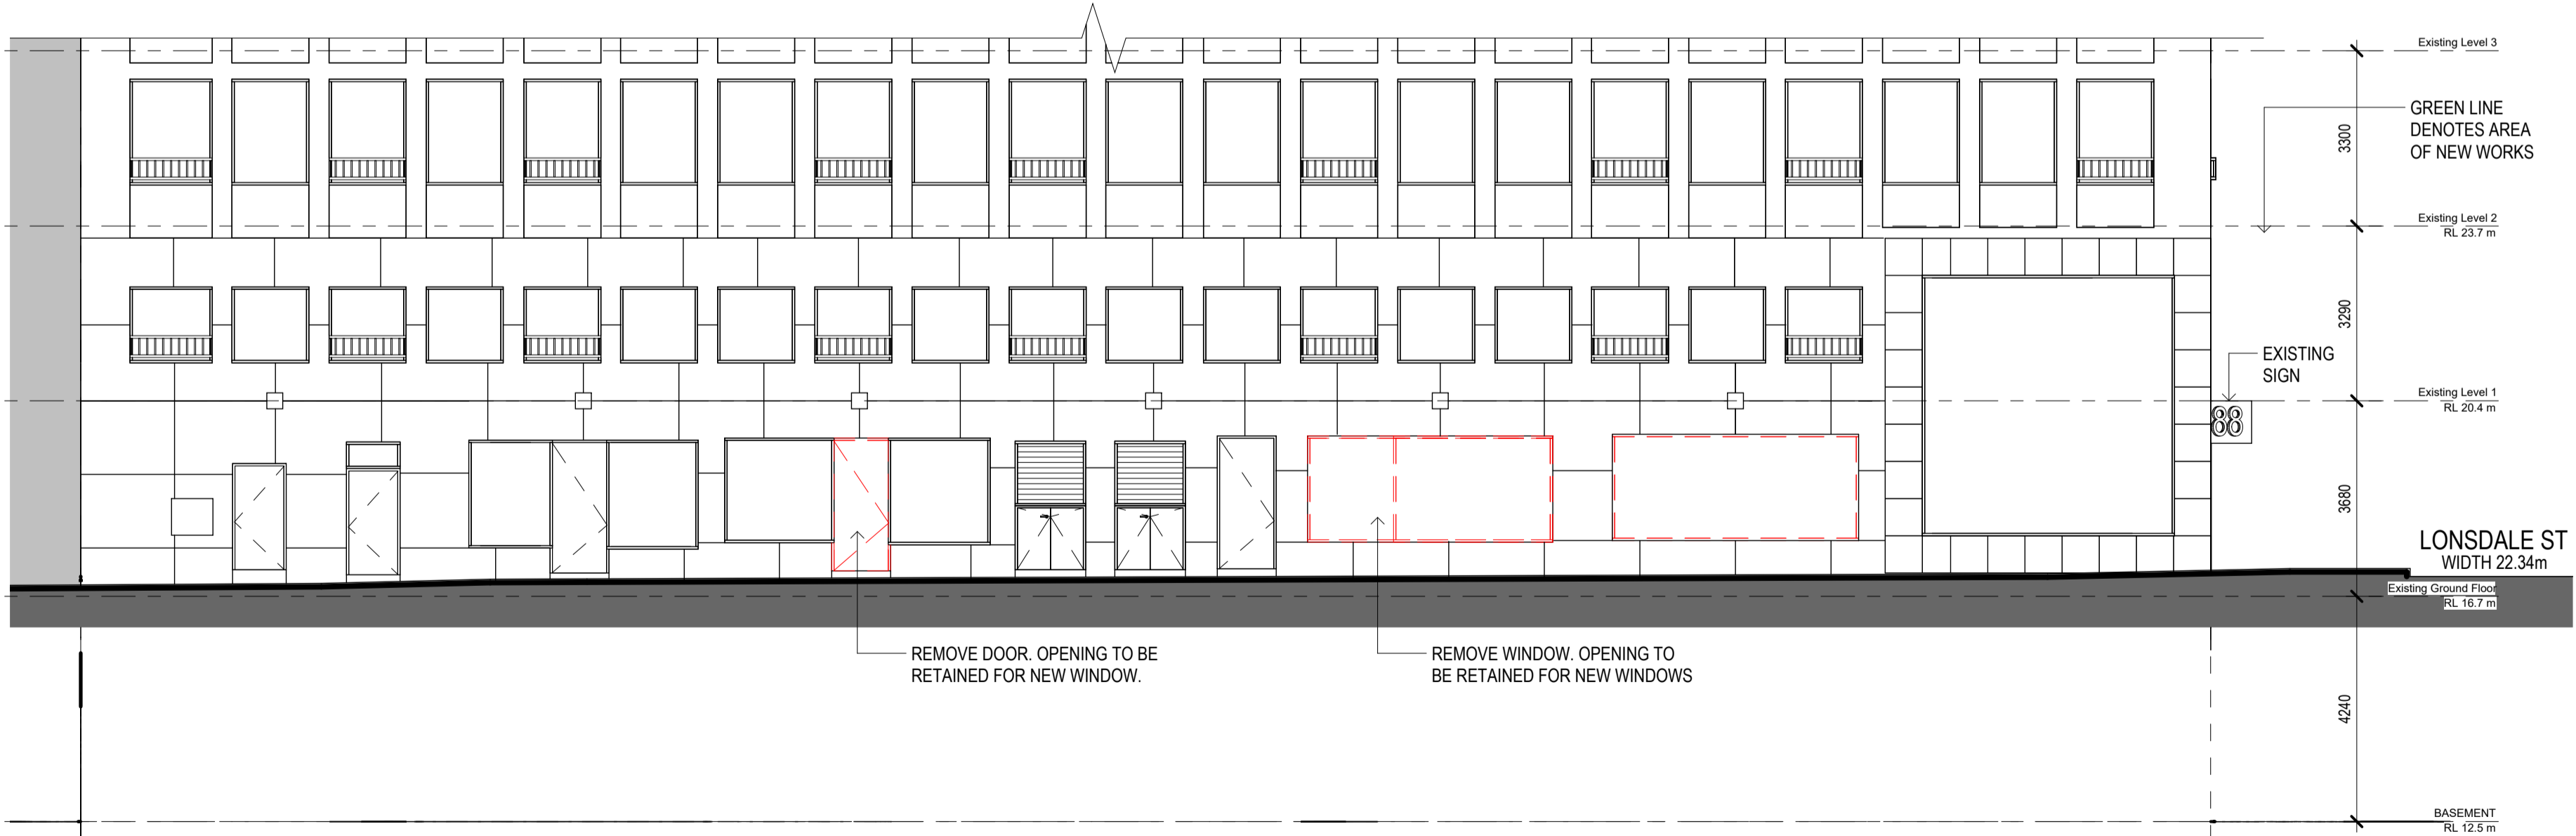 Existing Level 3
GREEN LINE
DENOTES AREA
OF NEW WORKS
3300
Existing Level 2
RL 23.7 m
3290
EXISTING
SIGN
Existing Level 1
RL 20.4 m
88
3680
LONSDALE ST
WIDTH 22.34m
Existing Ground Floor
RL 16.7 m
REMOVE DOOR. OPENING TO BE
RETAINED FOR NEW WINDOW.
REMOVE WINDOW. OPENING TO
BE RETAINED FOR NEW WINDOWS
4240
BASEMENT
RL 12.5 m